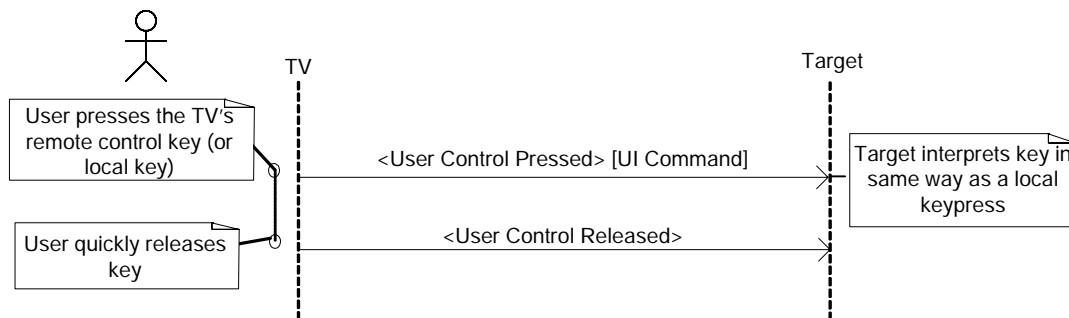 TV
Target
User presses the TV's
remote control key (or
local key)
<User Control Pressed> [UI Command]
Target interprets key in
same way as a local
keypress
User quickly releases
key
<User Control Released>